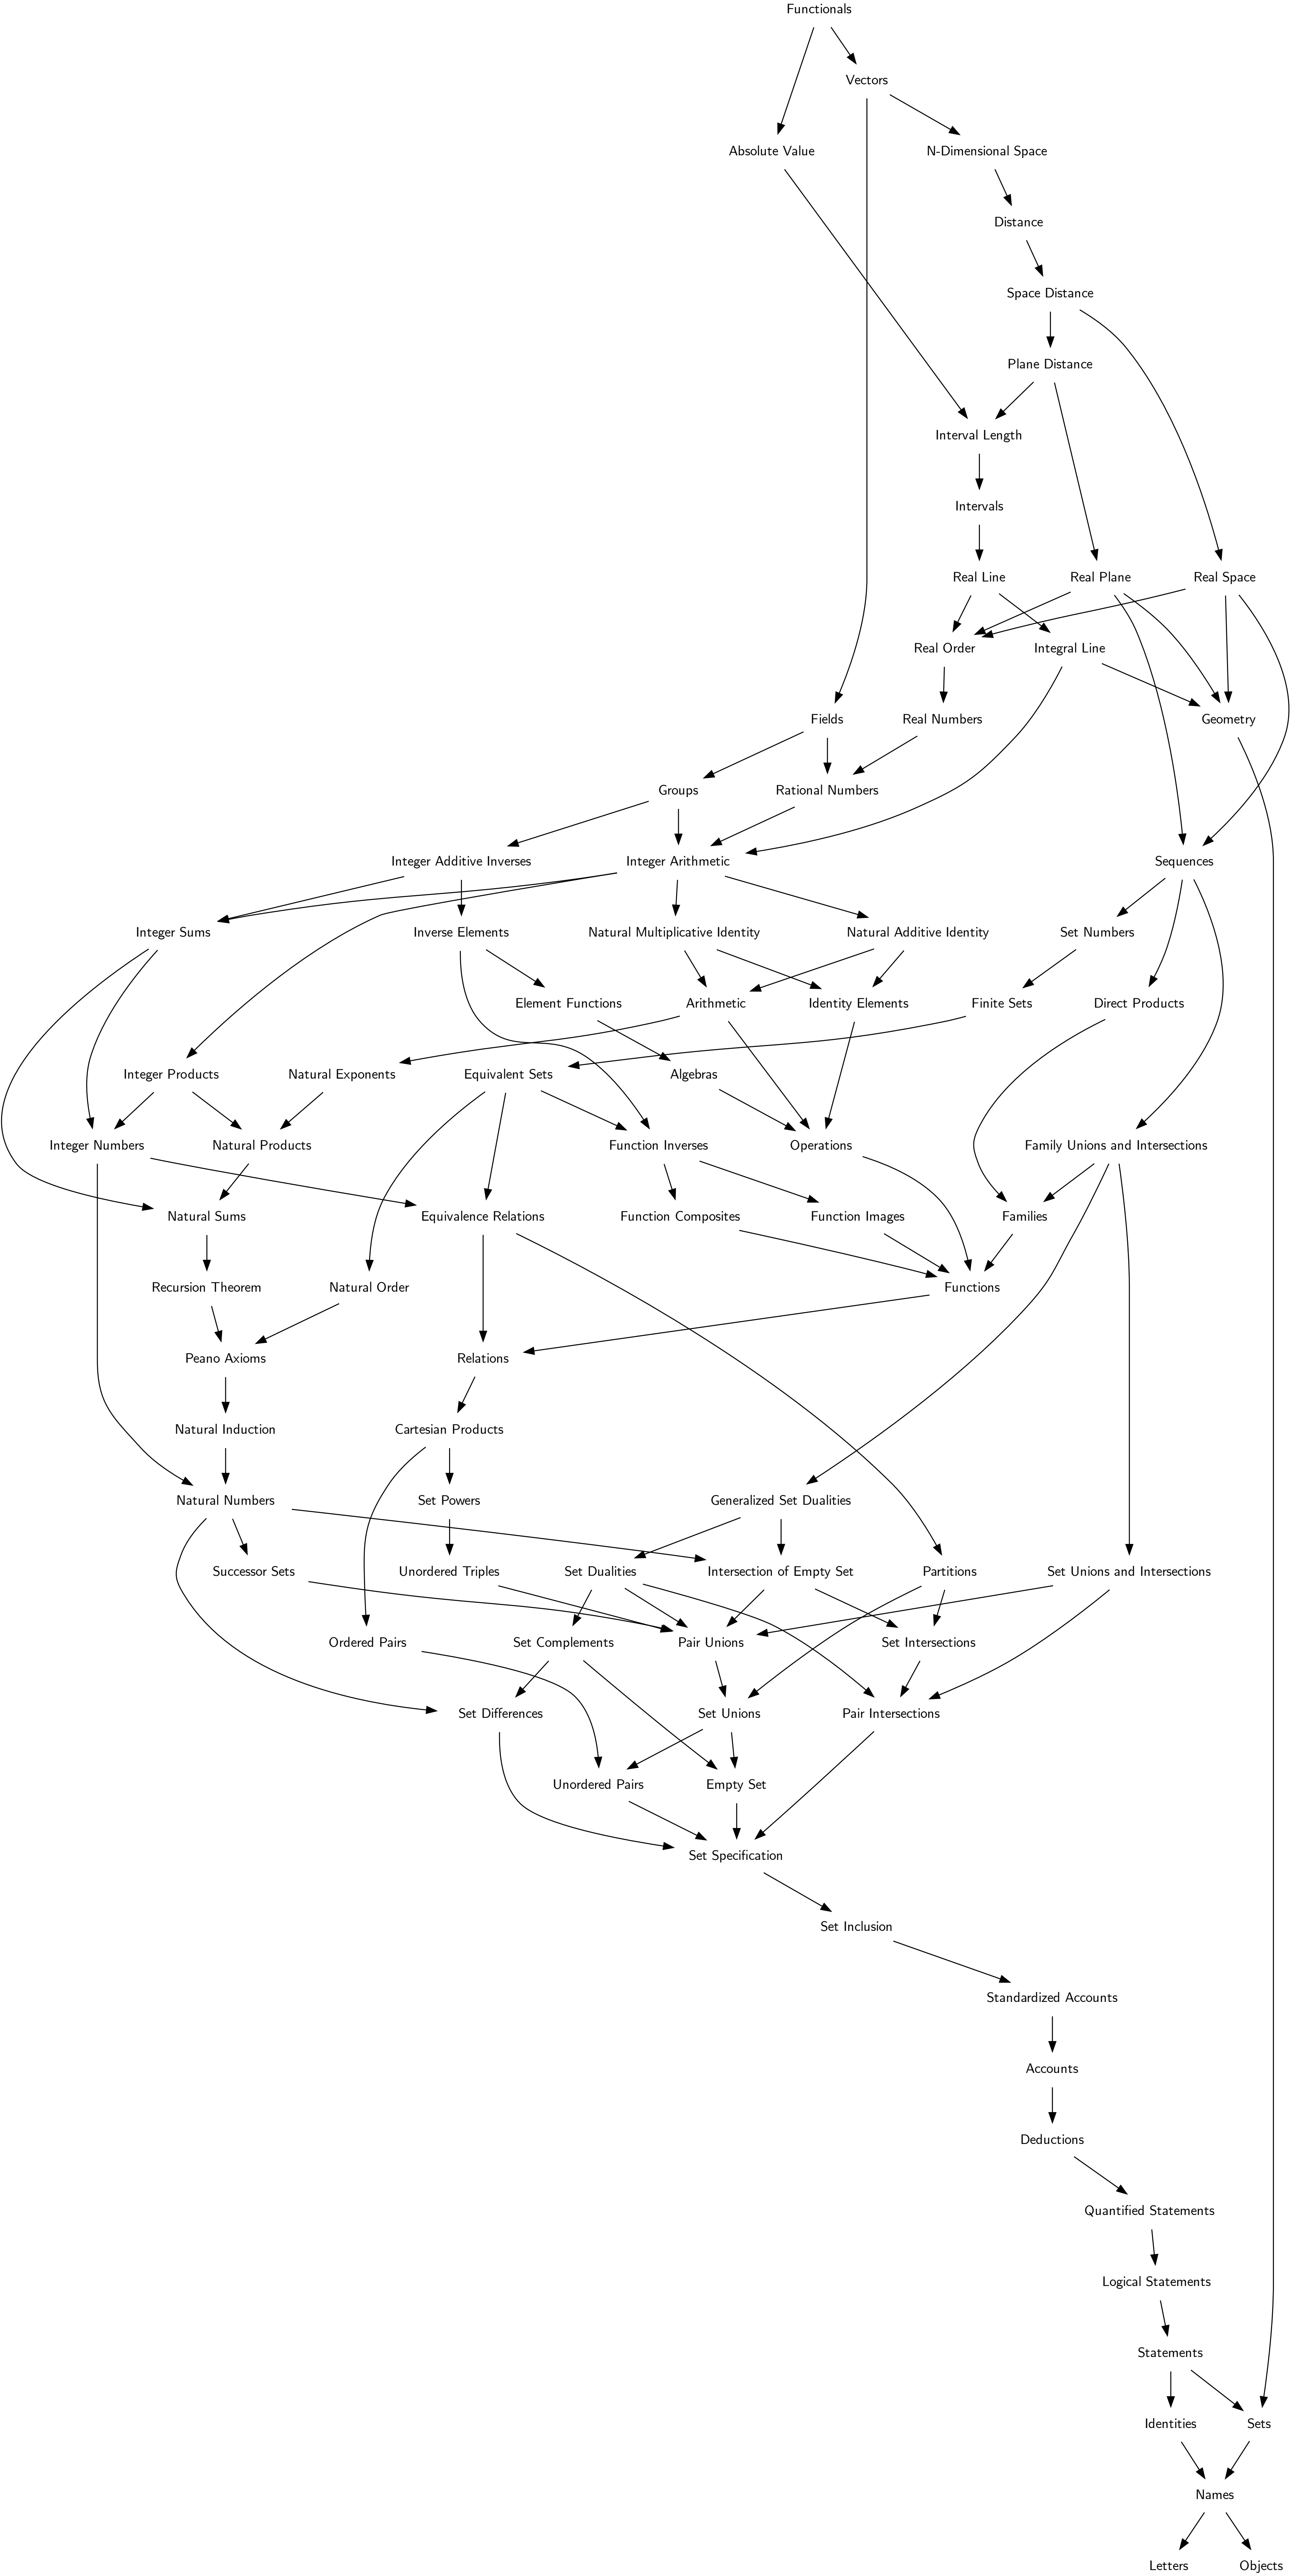 Functionals
Vectors
Absolute Value
N-Dimensional Space
Distance
Space Distance
Plane Distance
Interval Length
Intervals
Real Line
Real Plane
Real Space
Real Order
Integral Line
Fields
Real Numbers
Geometry
Groups
Rational Numbers
Integer Additive Inverses
Integer Arithmetic
Sequences
Integer Sums
Inverse Elements
Natural Multiplicative Identity
Natural Additive Identity
Set Numbers
Element Functions
Arithmetic
Identity Elements
Finite Sets
Direct Products
Integer Products
Natural Exponents
Equivalent Sets
Algebras
Integer Numbers
Natural Products
Function Inverses
Operations
Family Unions and Intersections
Natural Sums
Equivalence Relations
Function Composites
Function Images
Families
Recursion Theorem
Natural Order
Functions
Peano Axioms
Relations
Natural Induction
Cartesian Products
Natural Numbers
Set Powers
Generalized Set Dualities
Successor Sets
Unordered Triples
Set Dualities
Intersection of Empty Set
Partitions
Set Unions and Intersections
Ordered Pairs
Set Complements
Pair Unions
Set Intersections
Set Differences
Set Unions
Pair Intersections
Unordered Pairs
Empty Set
Set Specification
Set Inclusion
Standardized Accounts
Accounts
Deductions
Quantified Statements
Logical Statements
Statements
Identities
Sets
Names
Letters
Objects